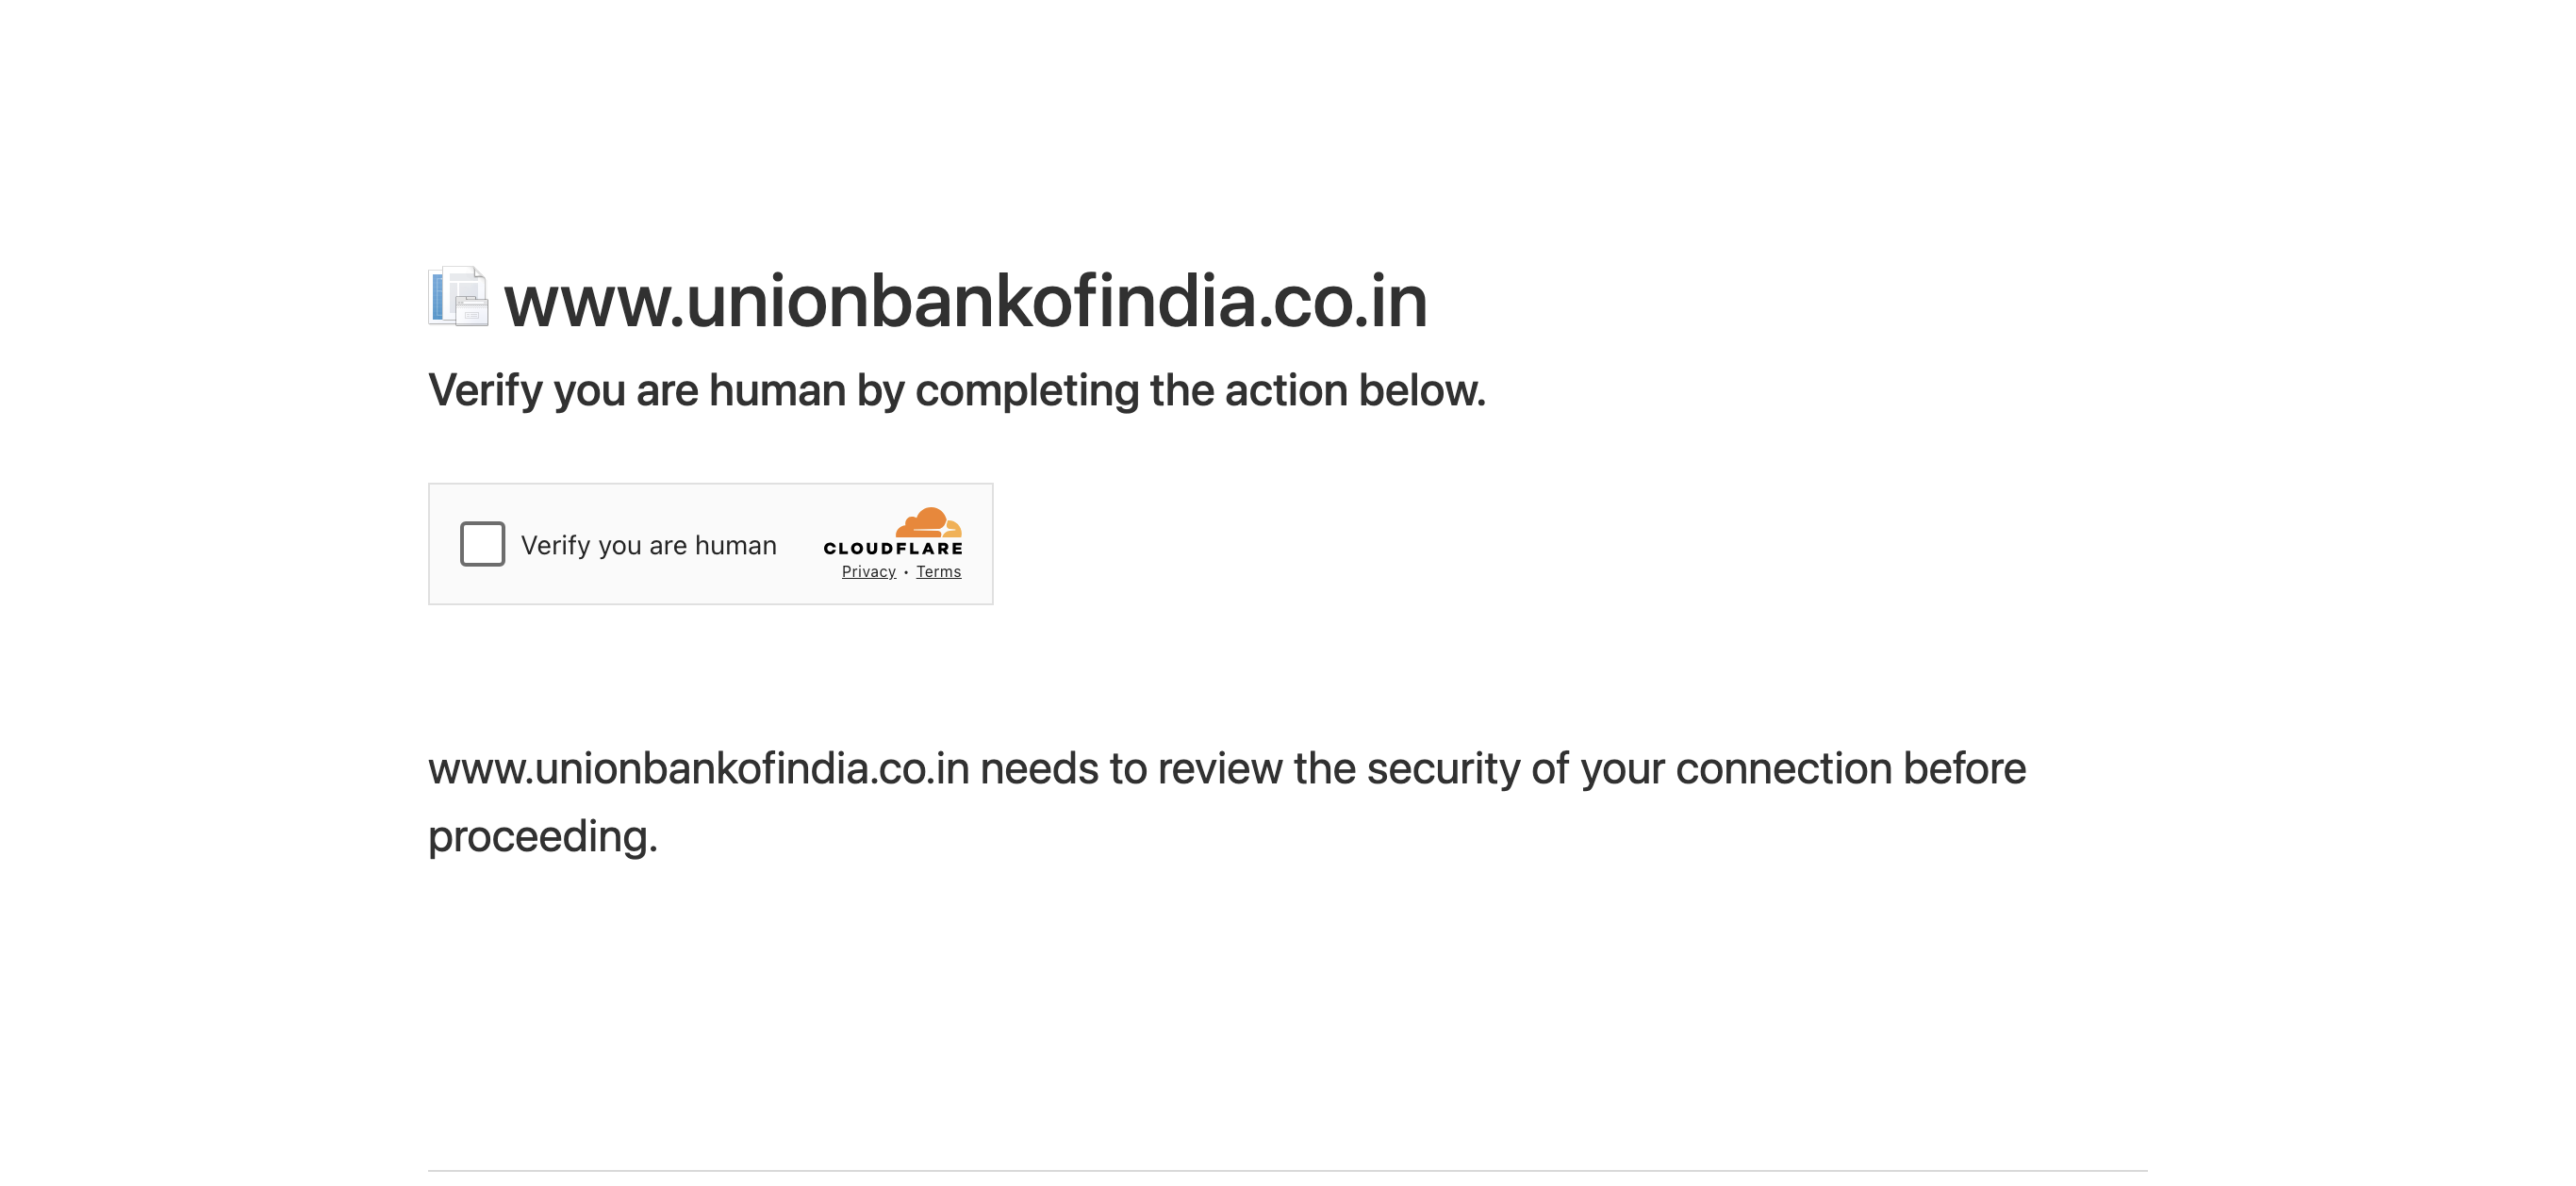 www.unionbankofindia.co.in
Verify you are human by completing the action below.
Verify you are human
CLOUDFLARE
Privacy • Terms
www.unionbankofindia.co.in needs to review the security of your connection before
proceeding.